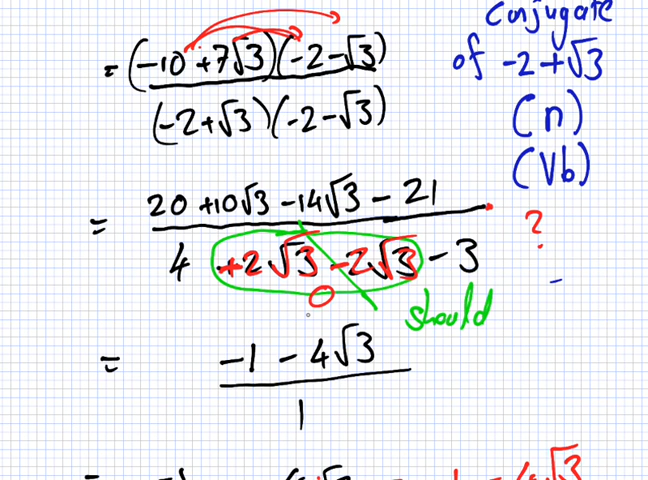 Conjugate
of -2+√3
(n)
(Vb)
= (-10+7√3)(-2-√3)
(-2+√3)(-2-√3)
= 20 +10√3 -14√3 - 21
4 +2√3 -2√3 - 3
?
0
should
= -1 - 4√3
1